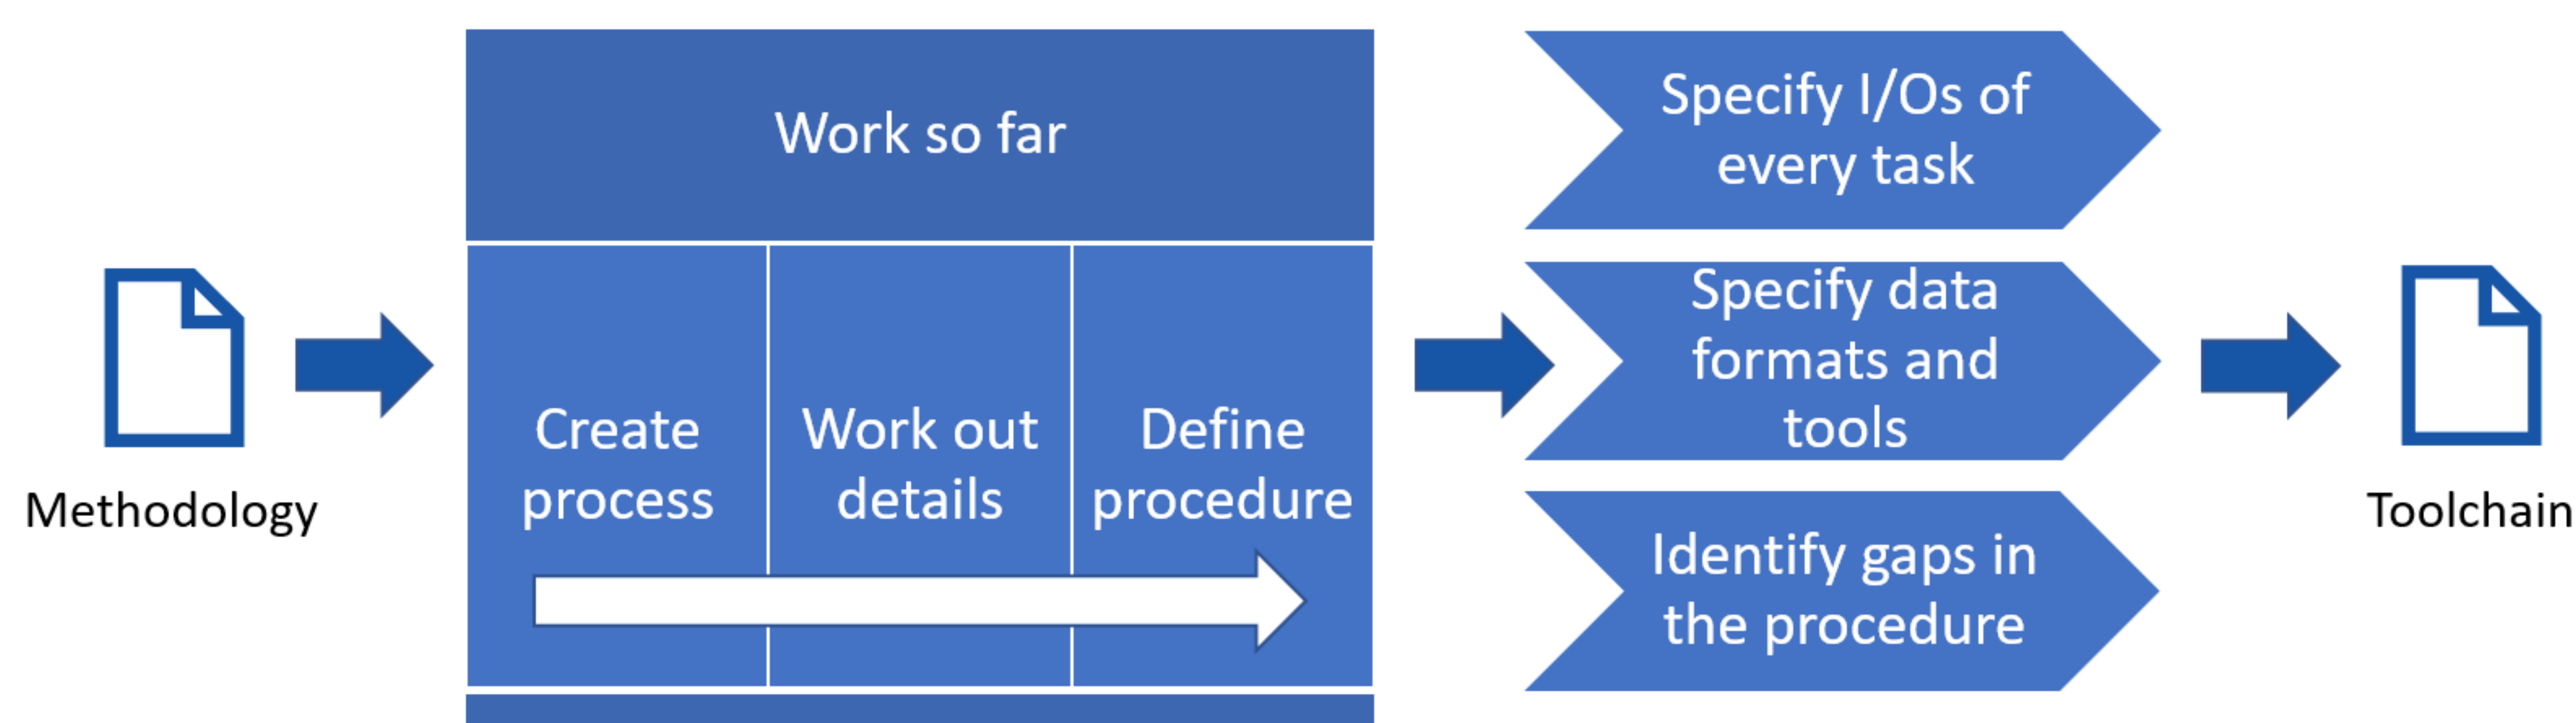 Methodology
Work so far
Create
process
Work out
details
Define
procedure
Specify I/Os of
every task
Specify data
formats and
tools
Identify gaps in
the procedure
Toolchain